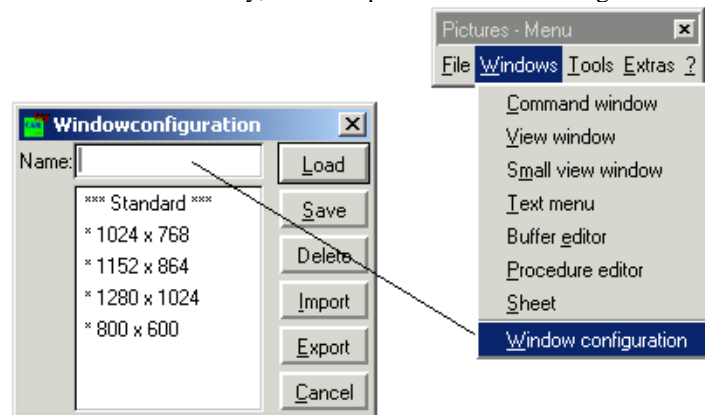 Pictures - Menu
File Windows Tools Extras ?
Command window
View window
Small view window
Text menu
Buffer editor
Procedure editor
Sheet
Window configuration
Windowconfiguration
Name:
Load
*** Standard ***
Save
* 1024 x 768
Delete
* 1152 x 864
* 1280 x 1024
Import
* 800 x 600
Export
Cancel